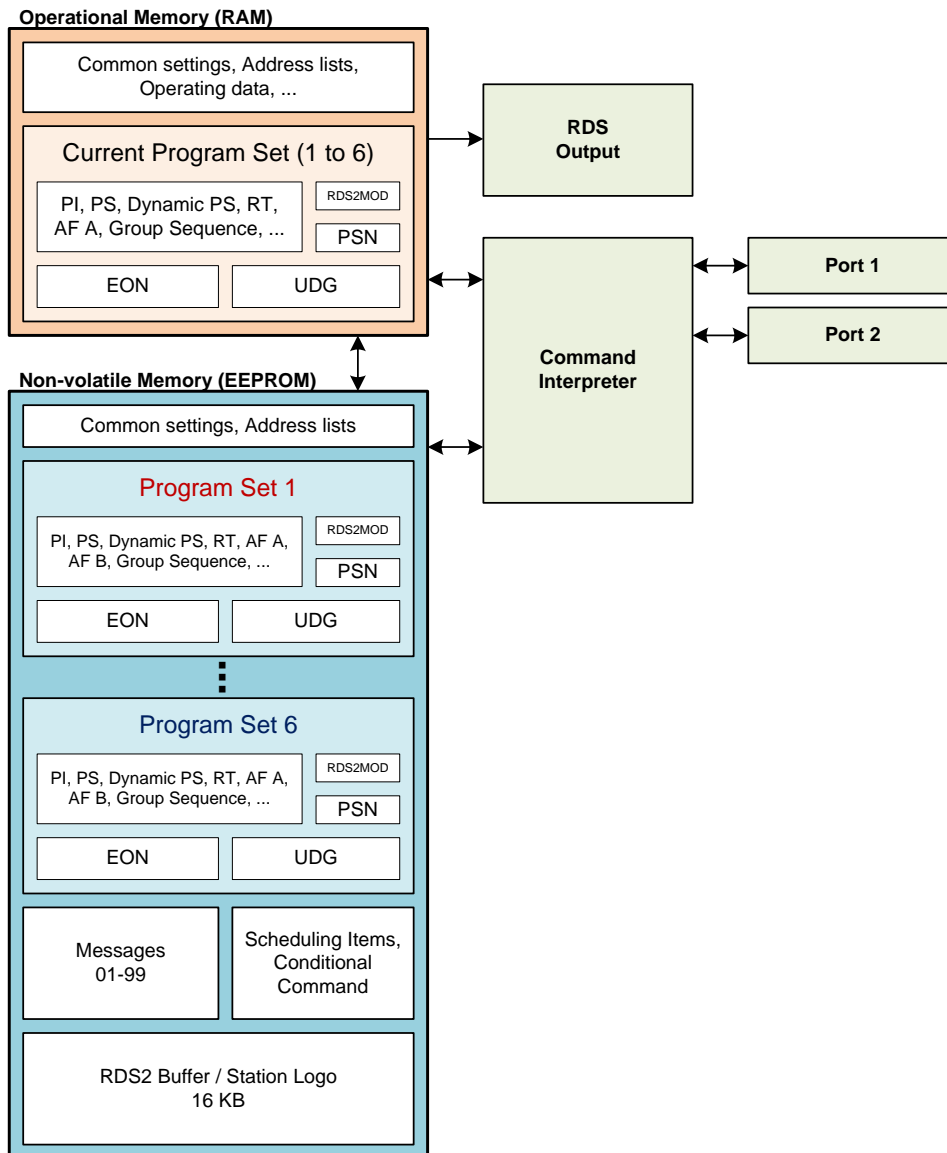 Operational Memory (RAM)
Common settings, Address lists,
Operating data, ...
Current Program Set (1 to 6)
PI, PS, Dynamic PS, RT,
AF A, Group Sequence, ...
RDS2MOD
PSN
EON
UDG
RDS
Output
Command
Interpreter
Port 1
Port 2
Non-volatile Memory (EEPROM)
Common settings, Address lists
Program Set 1
PI, PS, Dynamic PS, RT, AF A,
AF B, Group Sequence, ...
RDS2MOD
PSN
EON
UDG
Program Set 6
PI, PS, Dynamic PS, RT, AF A,
AF B, Group Sequence, ...
RDS2MOD
PSN
EON
UDG
Messages
01-99
Scheduling Items,
Conditional
Command
RDS2 Buffer / Station Logo
16 KB